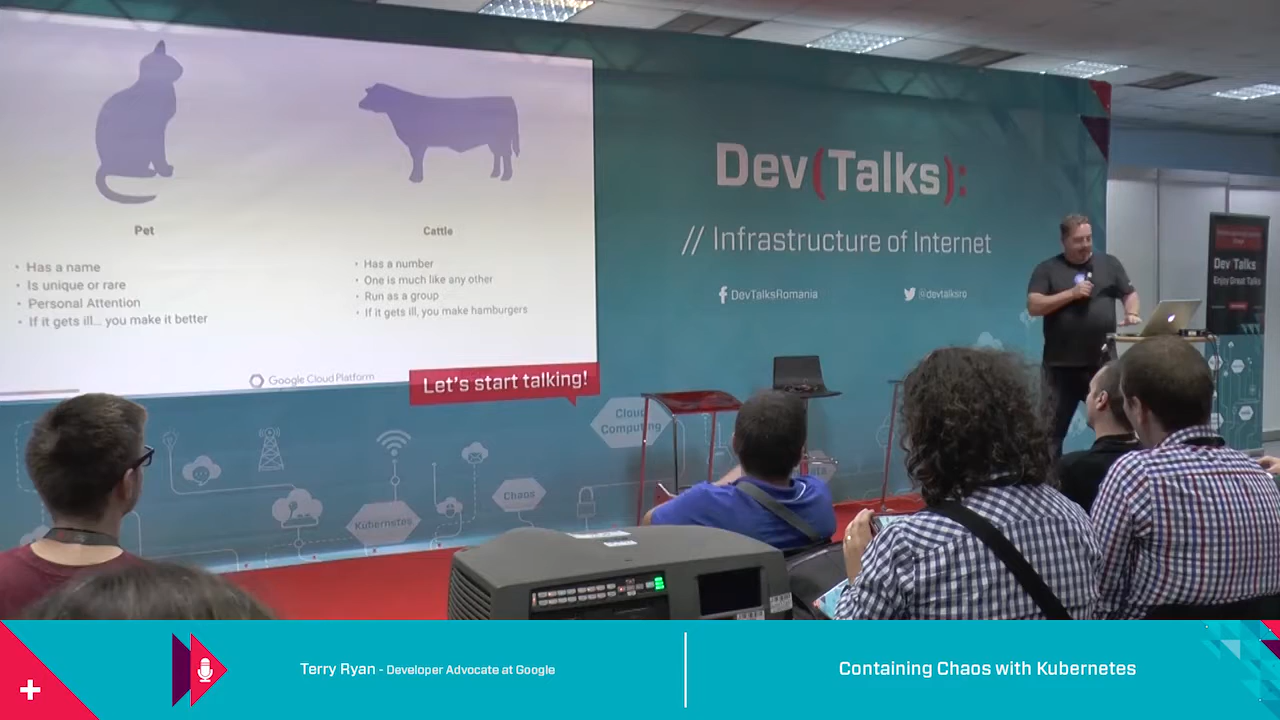 Pet
• Has a name
• Is unique or rare
• Personal Attention
• If it gets ill... you make it better
Cattle
• Has a number
• One is much like any other
• Run as a group
• If it gets ill, you make hamburgers
Google Cloud Platform
Let's start talking!
Dev(Talks):
// Infrastructure of Internet
DevTalksRomania
@devtalksro
Dev Talks
Enjoy Great Talks
Cloud
Computing
Chaos
Kubernetes
Terry Ryan - Developer Advocate at Google
Containing Chaos with Kubernetes